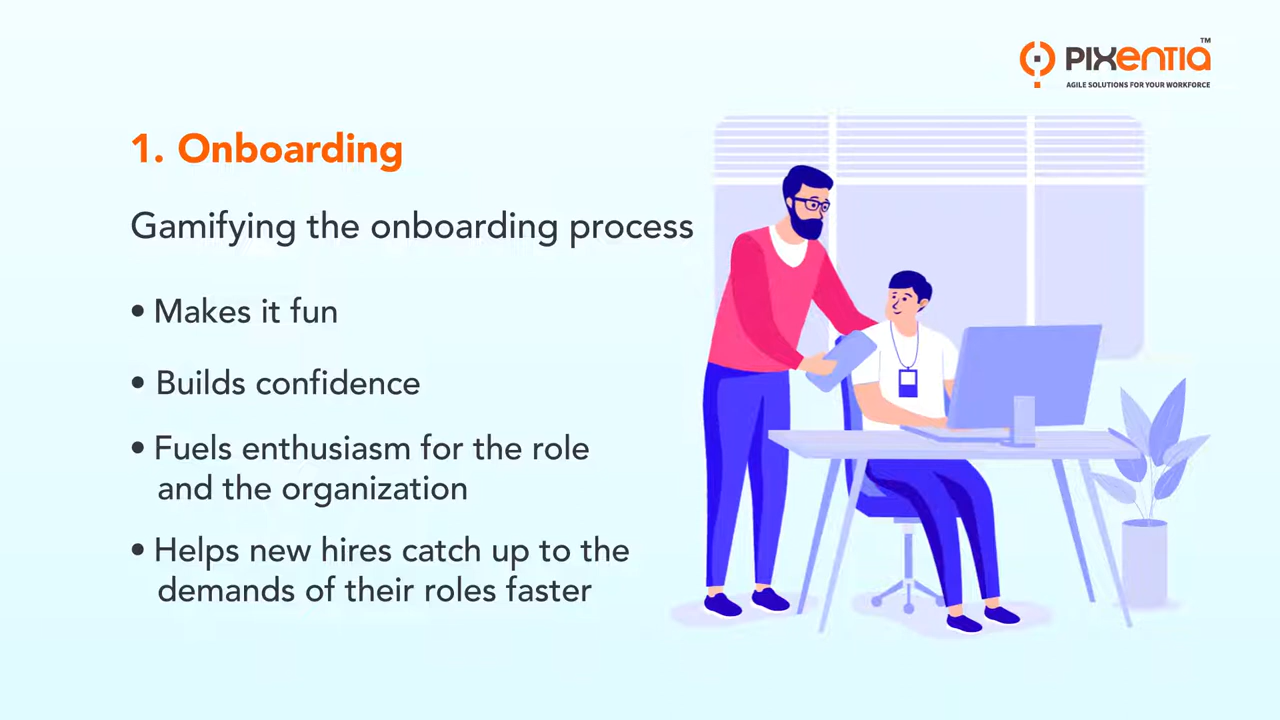 PIXENTIA™
AGILE SOLUTIONS FOR YOUR WORKFORCE
1. Onboarding
Gamifying the onboarding process
• Makes it fun
• Builds confidence
• Fuels enthusiasm for the role
and the organization
• Helps new hires catch up to the
demands of their roles faster